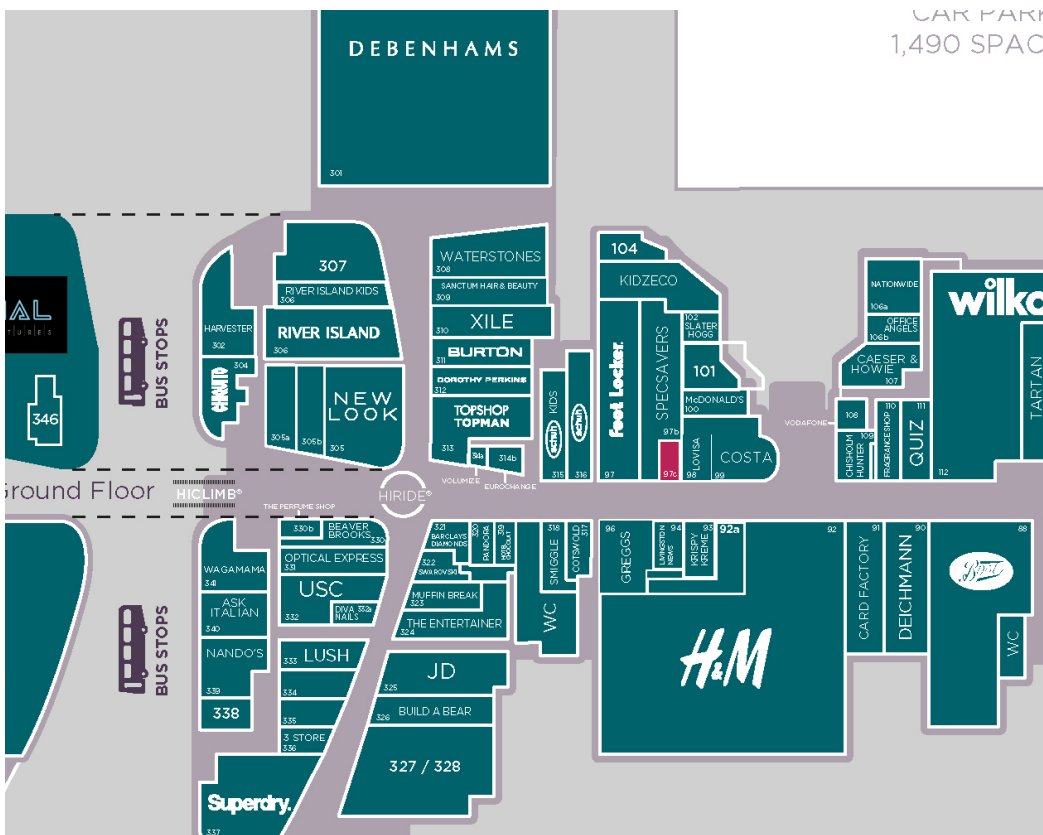 CAR PARK
1,490 SPAC
DEBENHAMS
301
307
RIVER ISLAND KIDS
306
RIVER ISLAND
306
HARVESTER
302
304
CHIQUITO
305a
305b
NEW
LOOK
305
346
BUS STOPS
WATERSTONES
308
SANCTUM HAIR & BEAUTY
309
XILE
310
BURTON
311
DOROTHY PERKINS
312
TOPSHOP
TOPMAN
313
314a
314b
VOLUMIZE
EUROCHANGE
schuh KIDS
315
schuh
316
104
KIDZECO
Foot Locker.
97
SPECSAVERS
97b
97c
102
SLATER
HOGG
101
McDONALD'S
100
LOVISA
98
COSTA
99
NATIONWIDE
106a
OFFICE
ANGELS
106b
CAESER &
HOWIE
107
VODAFONE
108
109
CHISHOLM
HUNTER
110
FRAGRANCE SHOP
111
QUIZ
112
wilko
TARTAN
Ground Floor
HICLIMB®
HIRIDE®
THE PERFUME SHOP
330b
BEAVER
BROOKS
330
OPTICAL EXPRESS
331
USC
332
DIVA
NAILS
332a
WAGAMAMA
341
ASK
ITALIAN
340
NANDO'S
339
338
BUS STOPS
333
LUSH
334
335
3 STORE
336
Superdry.
337
321
BARCLAYS
DIAMONDS
320
PANDORA
319
HOTEL
CHOCOLAT
322
SWAROVSKI
MUFFIN BREAK
323
THE ENTERTAINER
324
318
SMIGGLE
317
COTSWOLD
WC
JD
325
BUILD A BEAR
326
327 / 328
96
GREGGS
94
LIVINGSTON
NEWS
93
KRISPY
KREME
92a
92
H&M
91
CARD FACTORY
90
DEICHMANN
88
Boots
WC